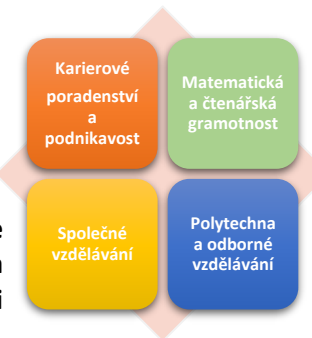 Karierové
poradenství
a
podnikavost
Matematická
a čtenářská
gramotnost
Společné
vzdělávání
Polytechna
a odborné
vzdělávání
e
i